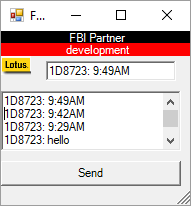 F...
FBI Partner
development
Lotus.
1D8723: 9:49AM
1D8723: 9:49AM
1D8723: 9:42AM
1D8723: 9:29AM
1D8723: hello
Send